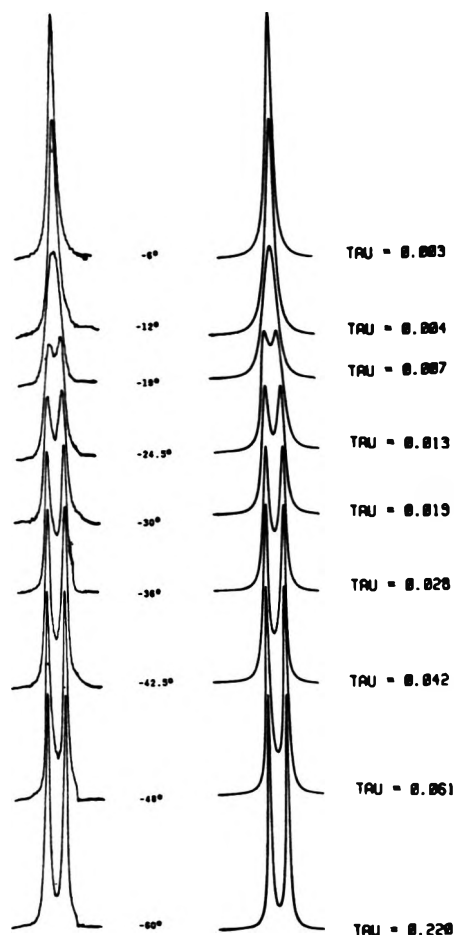 -6° TAU = 0.003
-12° TAU = 0.004
-18° TAU = 0.007
-24.5° TAU = 0.013
-30° TAU = 0.019
-36° TAU = 0.028
-42.5° TAU = 0.042
-48° TAU = 0.061
-60° TAU = 0.220